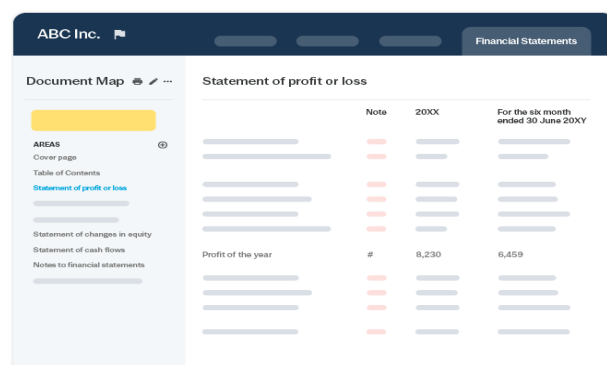 ABC Inc.
Financial Statements
Document Map
AREAS
Cover page
Table of Contents
Statement of profit or loss
Statement of changes in equity
Statement of cash flows
Notes to financial statements
Statement of profit or loss
Note 20XX For the six month
ended 30 June 20XY
Profit of the year # 8,230 6,459